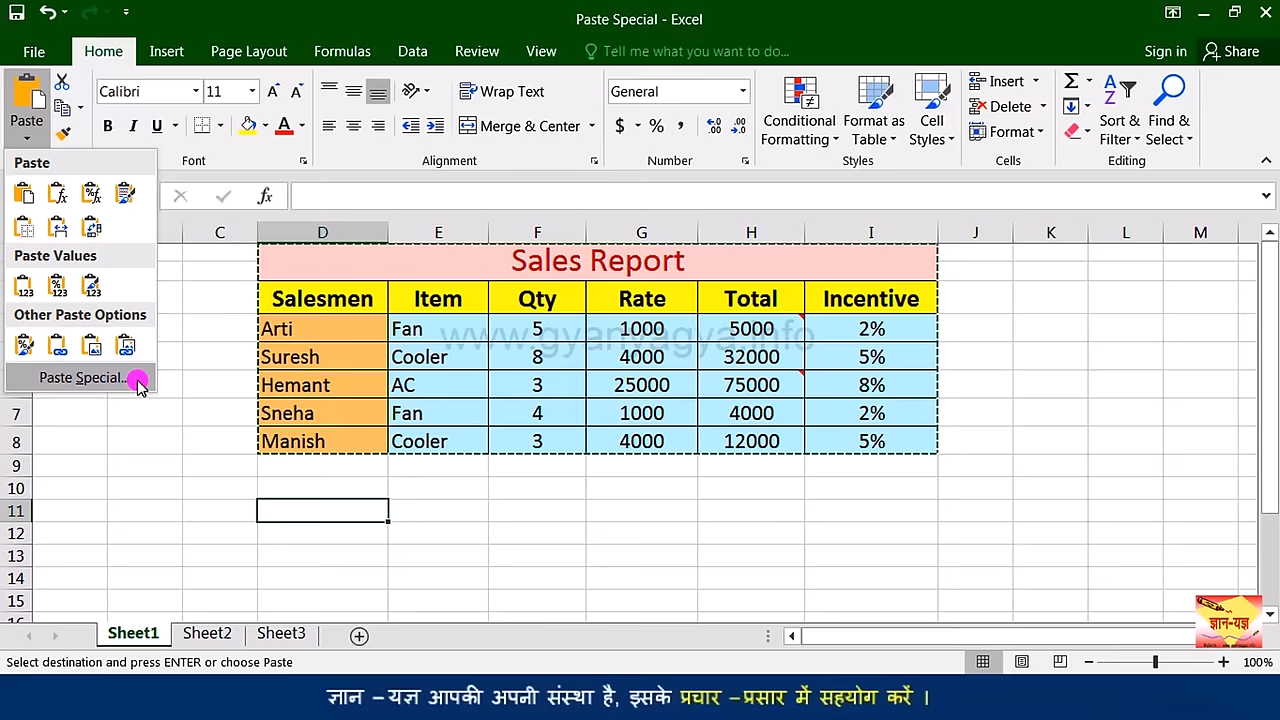 Paste Special - Excel
File Home Insert Page Layout Formulas Data Review View Tell me what you want to do... Sign in Share
Paste
Calibri 11
B I U
Font
Wrap Text
Merge & Center
Alignment
General
$ % ,
Number
Conditional Formatting
Format as Table
Cell Styles
Styles
Insert
Delete
Format
Cells
Sort & Filter
Find & Select
Editing
Paste
Paste Values
Other Paste Options
Paste Special...
fx
C D E F G H I J K L M
Sales Report
Salesmen Item Qty Rate Total Incentive
Arti Fan 5 1000 5000 2%
Suresh Cooler 8 4000 32000 5%
Hemant AC 3 25000 75000 8%
7 Sneha Fan 4 1000 4000 2%
8 Manish Cooler 3 4000 12000 5%
www.gyanyagya.info
9
10
11
12
13
14
15
ज्ञान-यज्ञ
Sheet1 Sheet2 Sheet3
Select destination and press ENTER or choose Paste
100%
ज्ञान –यज्ञ आपकी अपनी संस्था है, इसके प्रचार –प्रसार में सहयोग करें ।